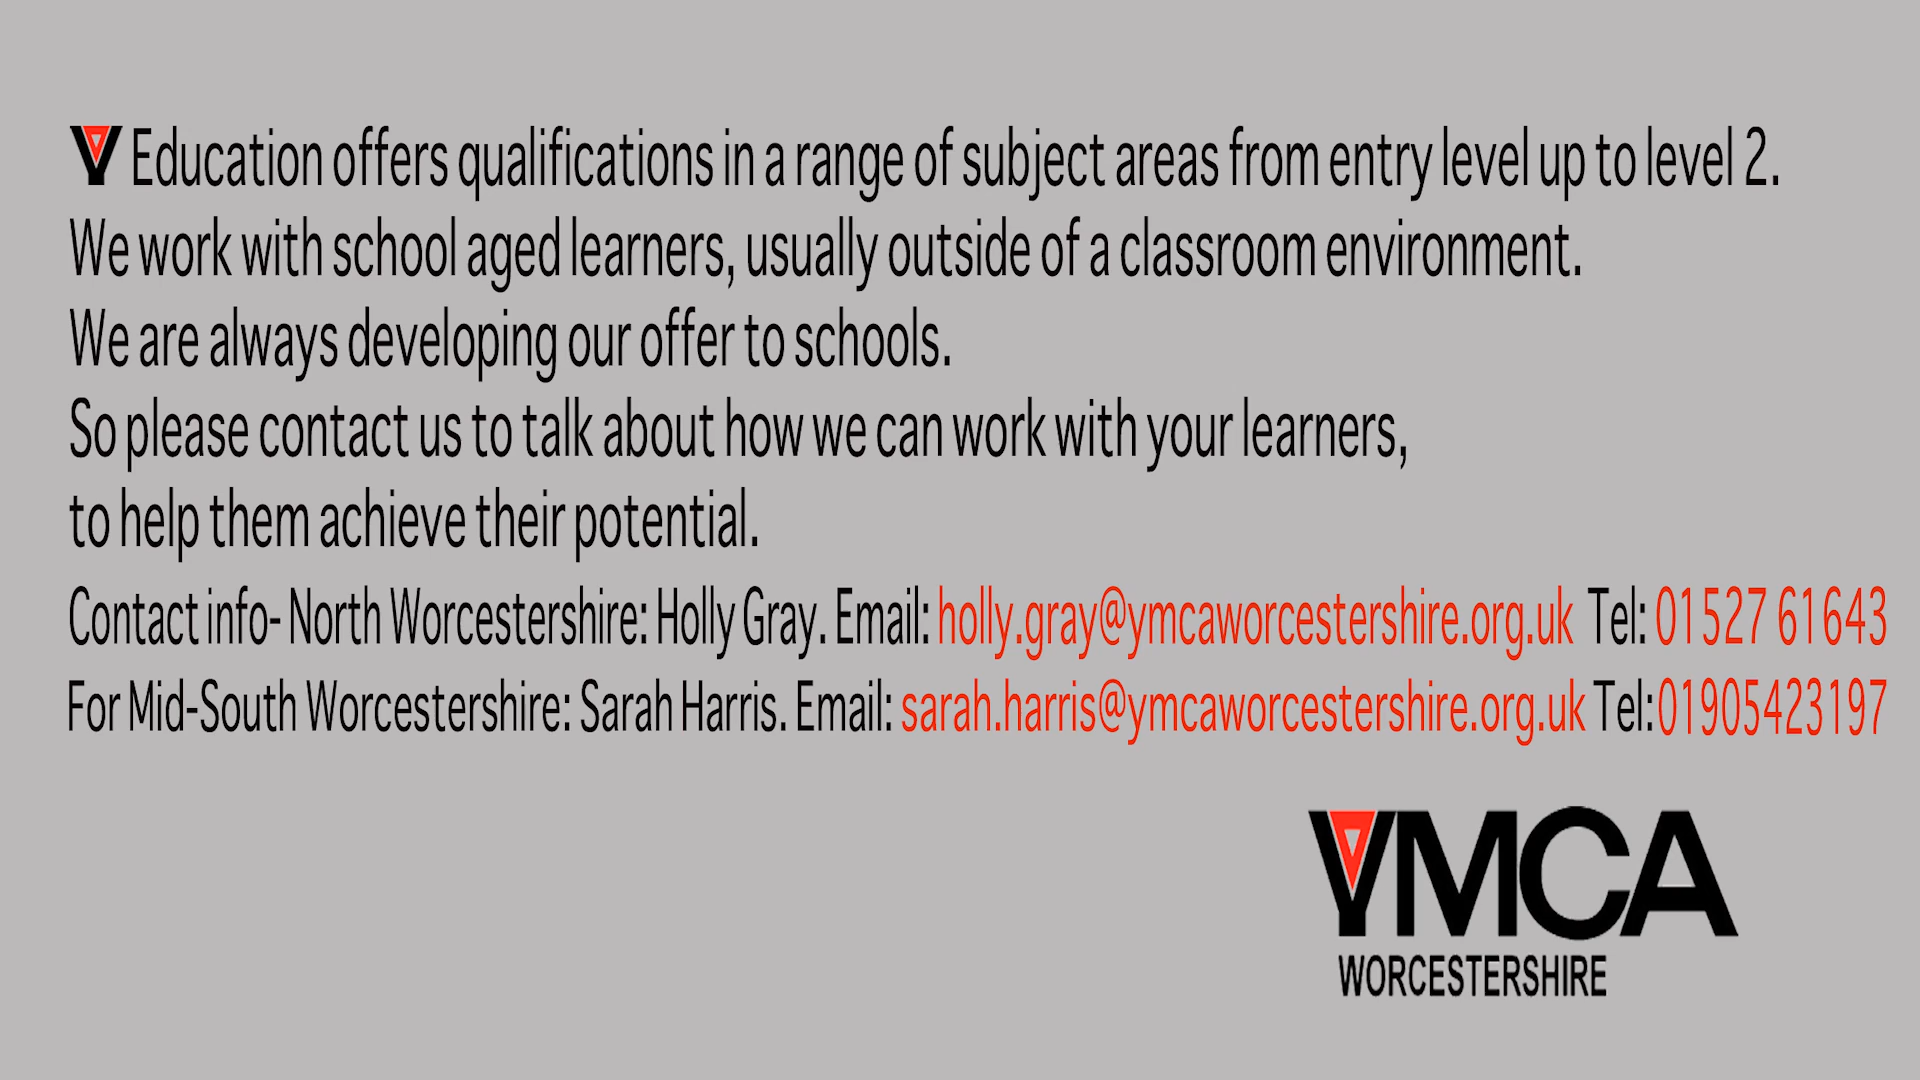 Y Education offers qualifications in a range of subject areas from entry level up to level 2.
We work with school aged learners, usually outside of a classroom environment.
We are always developing our offer to schools.
So please contact us to talk about how we can work with your learners,
to help them achieve their potential.
Contact info- North Worcestershire: Holly Gray. Email: holly.gray@ymcaworcestershire.org.uk Tel: 01527 61643
For Mid-South Worcestershire: Sarah Harris. Email: sarah.harris@ymcaworcestershire.org.uk Tel:01905423197
YMCA
WORCESTERSHIRE